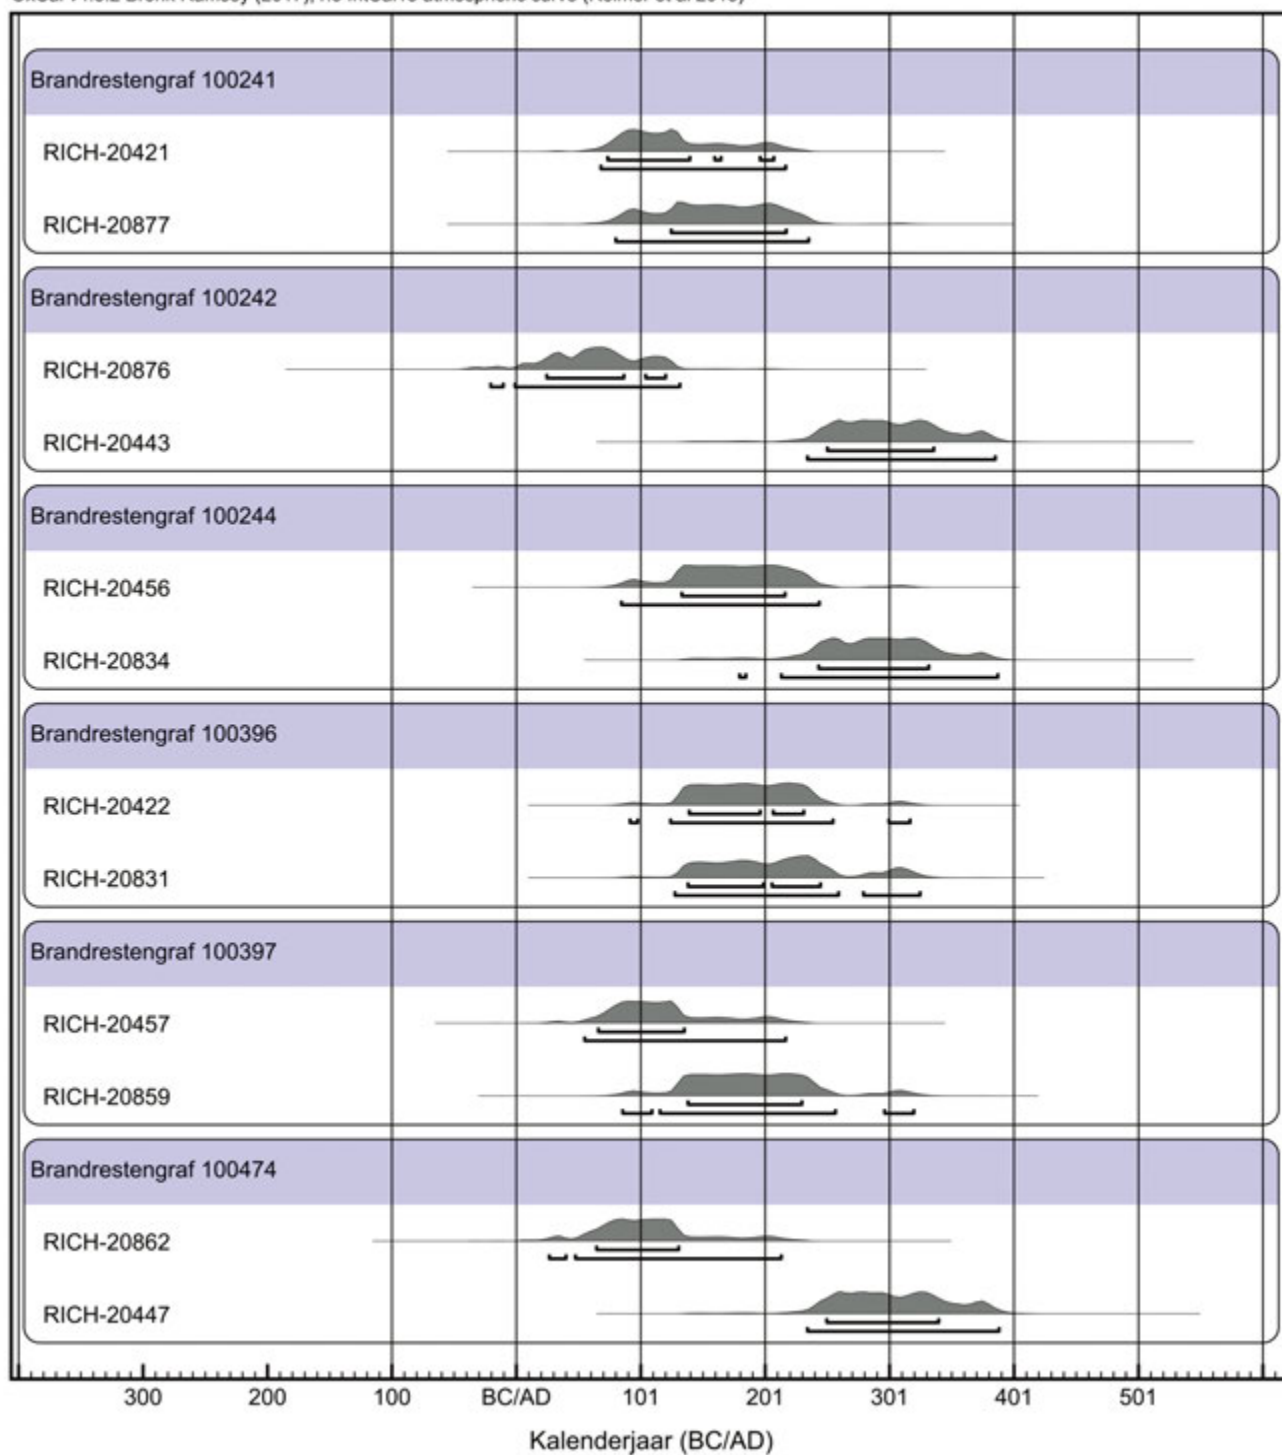 Brandrestengraf 100241
RICH-20421
RICH-20877
Brandrestengraf 100242
RICH-20876
RICH-20443
Brandrestengraf 100244
RICH-20456
RICH-20834
Brandrestengraf 100396
RICH-20422
RICH-20831
Brandrestengraf 100397
RICH-20457
RICH-20859
Brandrestengraf 100474
RICH-20862
RICH-20447
300 200 100 BC/AD 101 201 301 401 501
Kalenderjaar (BC/AD)